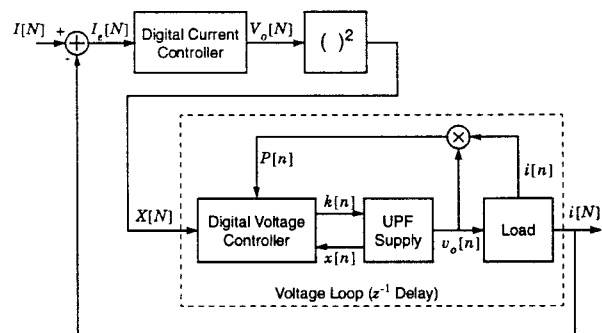 I[N]
+
-
I_e[N]
Digital Current
Controller
V_o[N]
( )^2
P[n]
×
i[n]
X[N]
Digital Voltage
Controller
k[n]
x[n]
UPF
Supply
v_o[n]
Load
i[N]
Voltage Loop (z^-1 Delay)